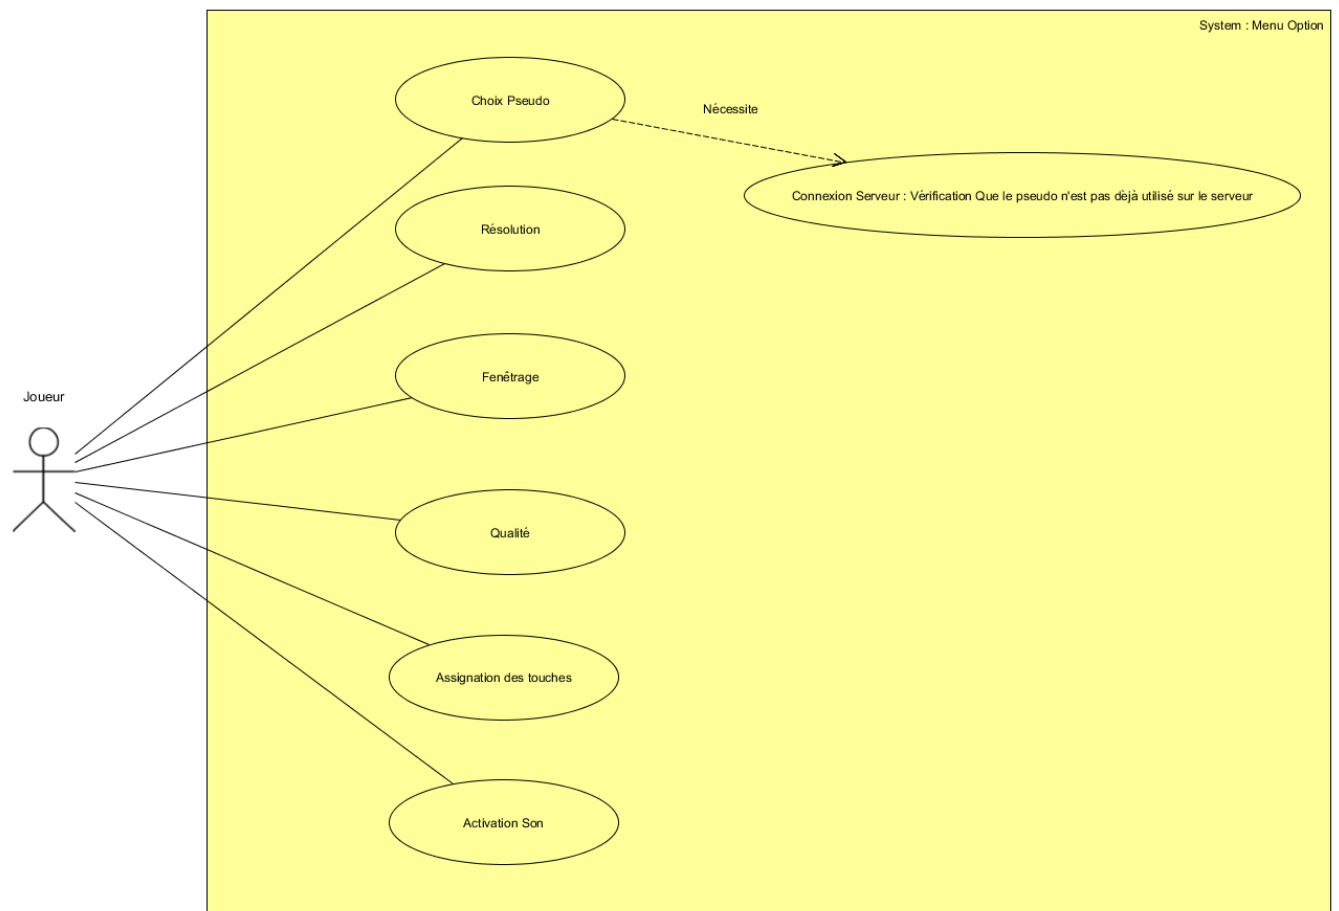 System : Menu Option
Choix Pseudo
Nécessite
Connexion Serveur : Vérification Que le pseudo n'est pas dèjà utilisé sur le serveur
Résolution
Fenêtrage
Joueur
Qualité
Assignation des touches
Activation Son